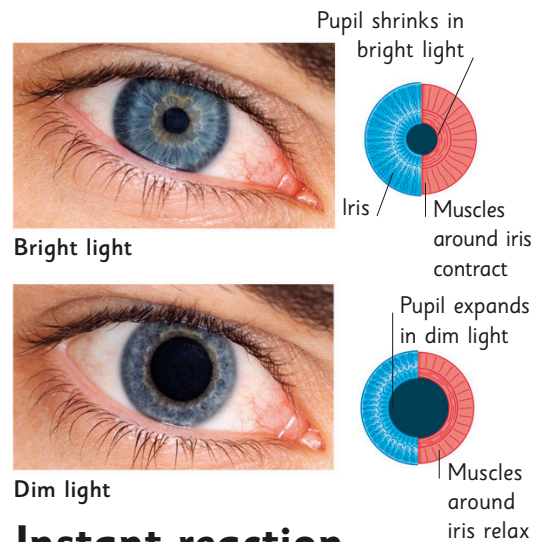 Pupil shrinks in
bright light
Iris
Muscles
around iris
contract
Bright light
Pupil expands
in dim light
Muscles
around
iris relax
Dim light
Instant reaction